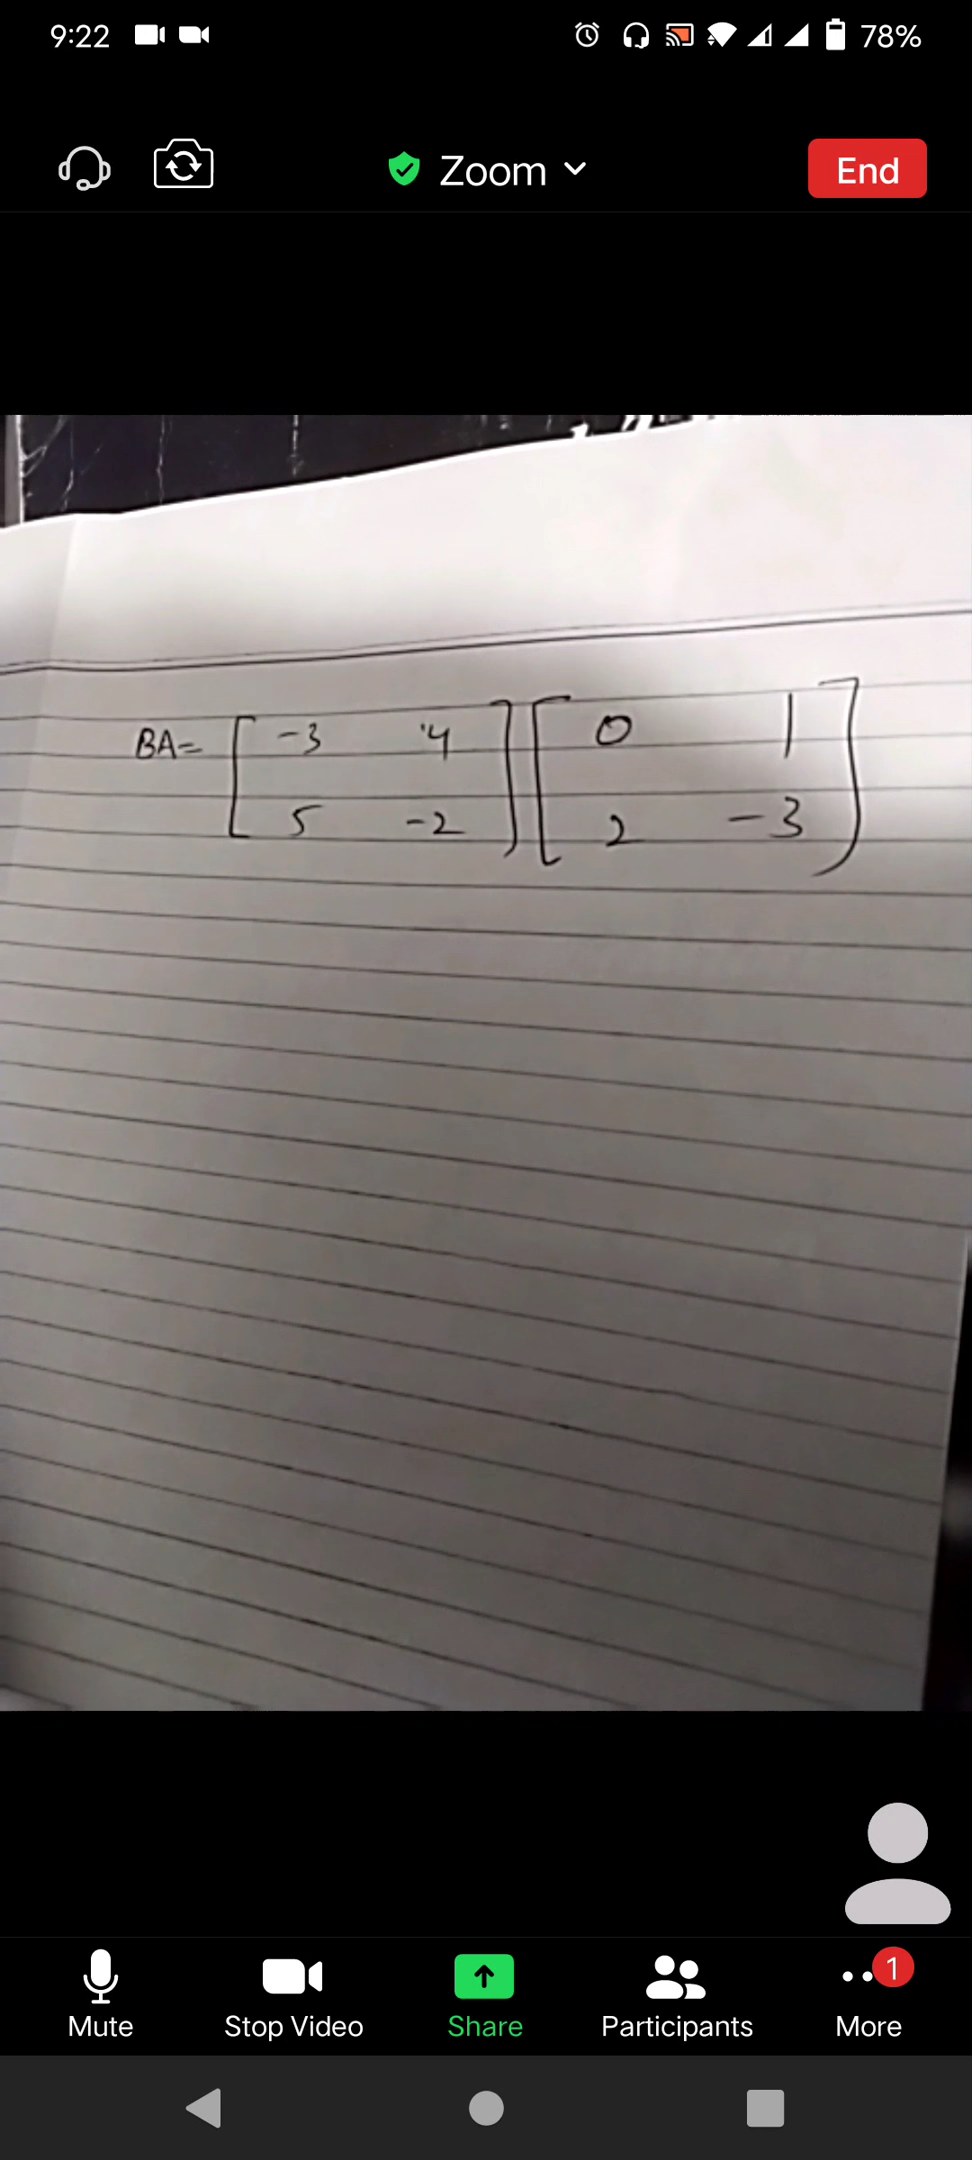 9:22 78%
Zoom End
BA= [ -3 4 ] [ 0 1 ]
[ 5 -2 ] [ 2 -3 ]
Mute Stop Video Share Participants More 1